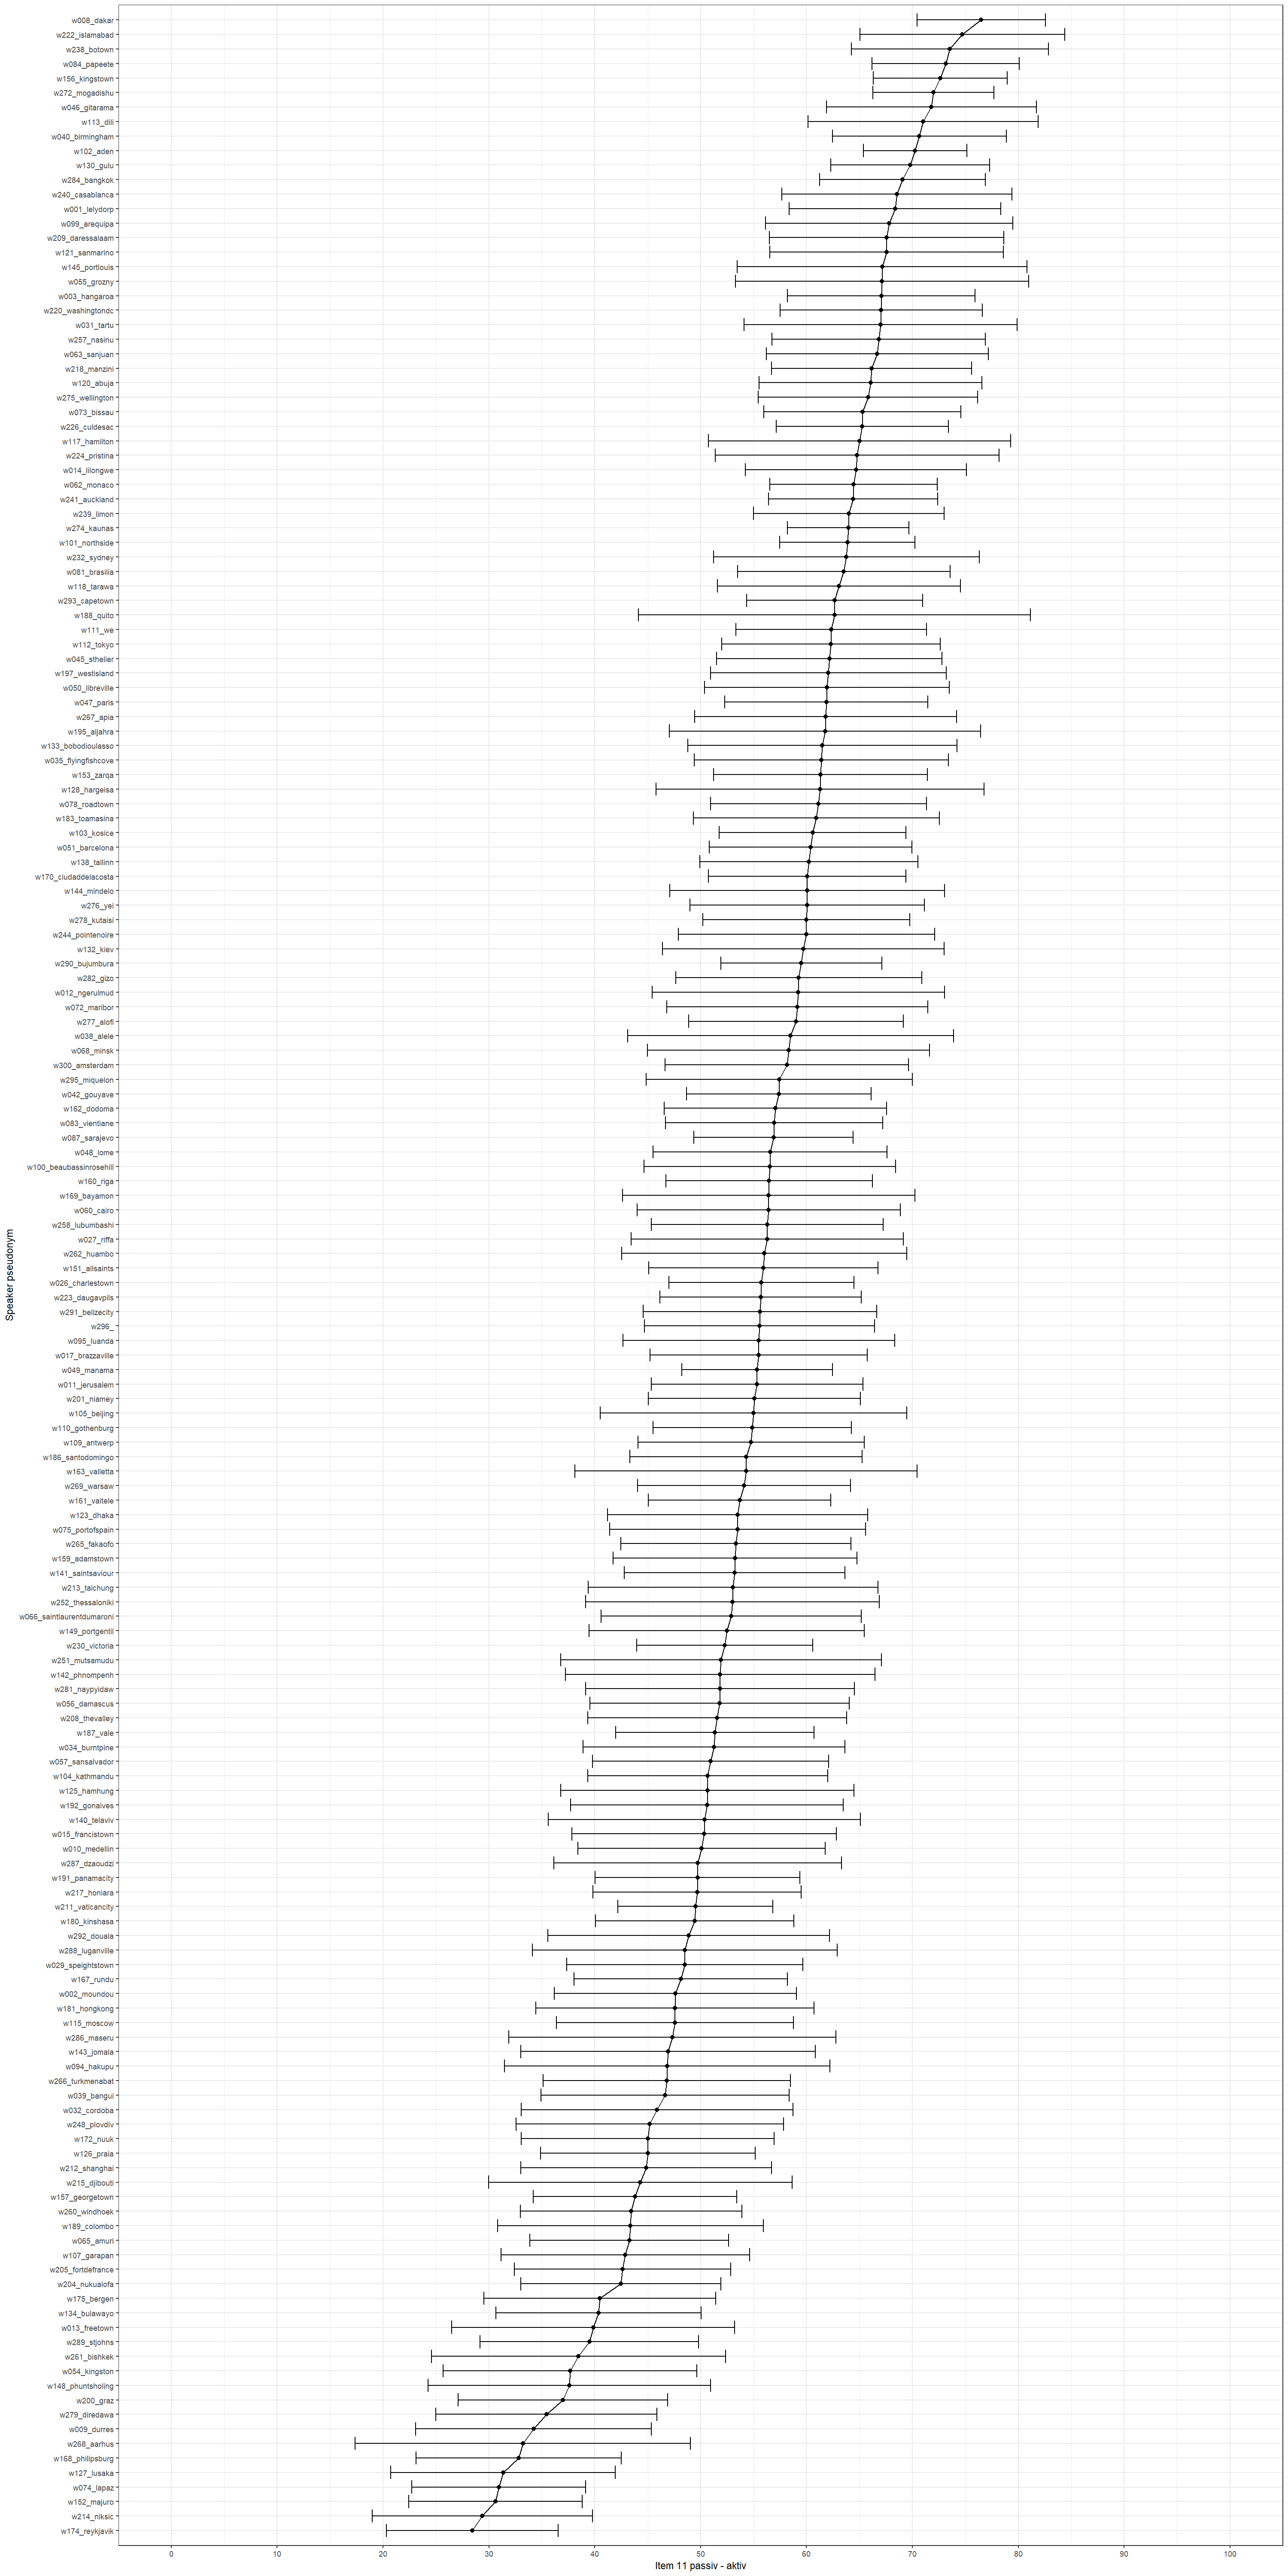 w008_dakar
w222_islamabad
w238_botown
w084_papeete
w156_kingstown
w272_mogadishu
w046_gitarama
w113_dili
w040_birmingham
w102_aden
w130_gulu
w284_bangkok
w240_casablanca
w001_lelydorp
w099_arequipa
w209_daressalaam
w121_sanmarino
w145_portlouis
w055_grozny
w003_hangaroa
w220_washingtondc
w031_tartu
w257_nasinu
w063_sanjuan
w218_manzini
w120_abuja
w275_wellington
w073_bissau
w226_culdesac
w117_hamilton
w224_pristina
w014_lilongwe
w062_monaco
w241_auckland
w239_limon
w274_kaunas
w101_northside
w232_sydney
w081_brasilia
w118_tarawa
w293_capetown
w188_quito
w111_we
w112_tokyo
w045_sthelier
w197_westisland
w050_libreville
w047_paris
w267_apia
w195_aljahra
w133_bobodioulasso
w035_flyingfishcove
w153_zarqa
w128_hargeisa
w078_roadtown
w183_toamasina
w103_kosice
w051_barcelona
w138_tallinn
w170_ciudaddelacosta
w144_mindelo
w276_yei
w278_kutaisi
w244_pointenoire
w132_kiev
w290_bujumbura
w282_gizo
w012_ngerulmud
w072_maribor
w277_alofi
w038_alele
w068_minsk
w300_amsterdam
w295_miquelon
w042_gouyave
w162_dodoma
w083_vientiane
w087_sarajevo
w048_lome
w100_beaubassinrosehill
w160_riga
w169_bayamon
w060_cairo
w258_lubumbashi
w027_riffa
w262_huambo
w151_allsaints
w026_charlestown
w223_daugavpils
w291_belizecity
w296_
w095_luanda
w017_brazzaville
w049_manama
w011_jerusalem
w201_niamey
w105_beijing
w110_gothenburg
w109_antwerp
w186_santodomingo
w163_valletta
w269_warsaw
w161_vaitele
w123_dhaka
w075_portofspain
w265_fakaofo
w159_adamstown
w141_saintsaviour
w213_taichung
w252_thessaloniki
w066_saintlaurentdumaroni
w149_portgentil
w230_victoria
w251_mutsamudu
w142_phnompenh
w281_naypyidaw
w056_damascus
w208_thevalley
w187_vale
w034_burntpine
w057_sansalvador
w104_kathmandu
w125_hamhung
w192_gonaives
w140_telaviv
w015_francistown
w010_medellin
w287_dzaoudzi
w191_panamacity
w217_honiara
w211_vaticancity
w180_kinshasa
w292_douala
w288_luganville
w029_speightstown
w167_rundu
w002_moundou
w181_hongkong
w115_moscow
w286_maseru
w143_jomala
w094_hakupu
w266_turkmenabat
w039_bangui
w032_cordoba
w248_plovdiv
w172_nuuk
w126_praia
w212_shanghai
w215_djibouti
w157_georgetown
w260_windhoek
w189_colombo
w065_amuri
w107_garapan
w205_fortdefrance
w204_nukualofa
w175_bergen
w134_bulawayo
w013_freetown
w289_stjohns
w261_bishkek
w054_kingston
w148_phuntsholing
w200_graz
w279_diredawa
w009_durres
w268_aarhus
w168_philipsburg
w127_lusaka
w074_lapaz
w152_majuro
w214_niksic
w174_reykjavik
0 10 20 30 40 50 60 70 80 90 100
Item 11 passiv - aktiv
Speaker pseudonym